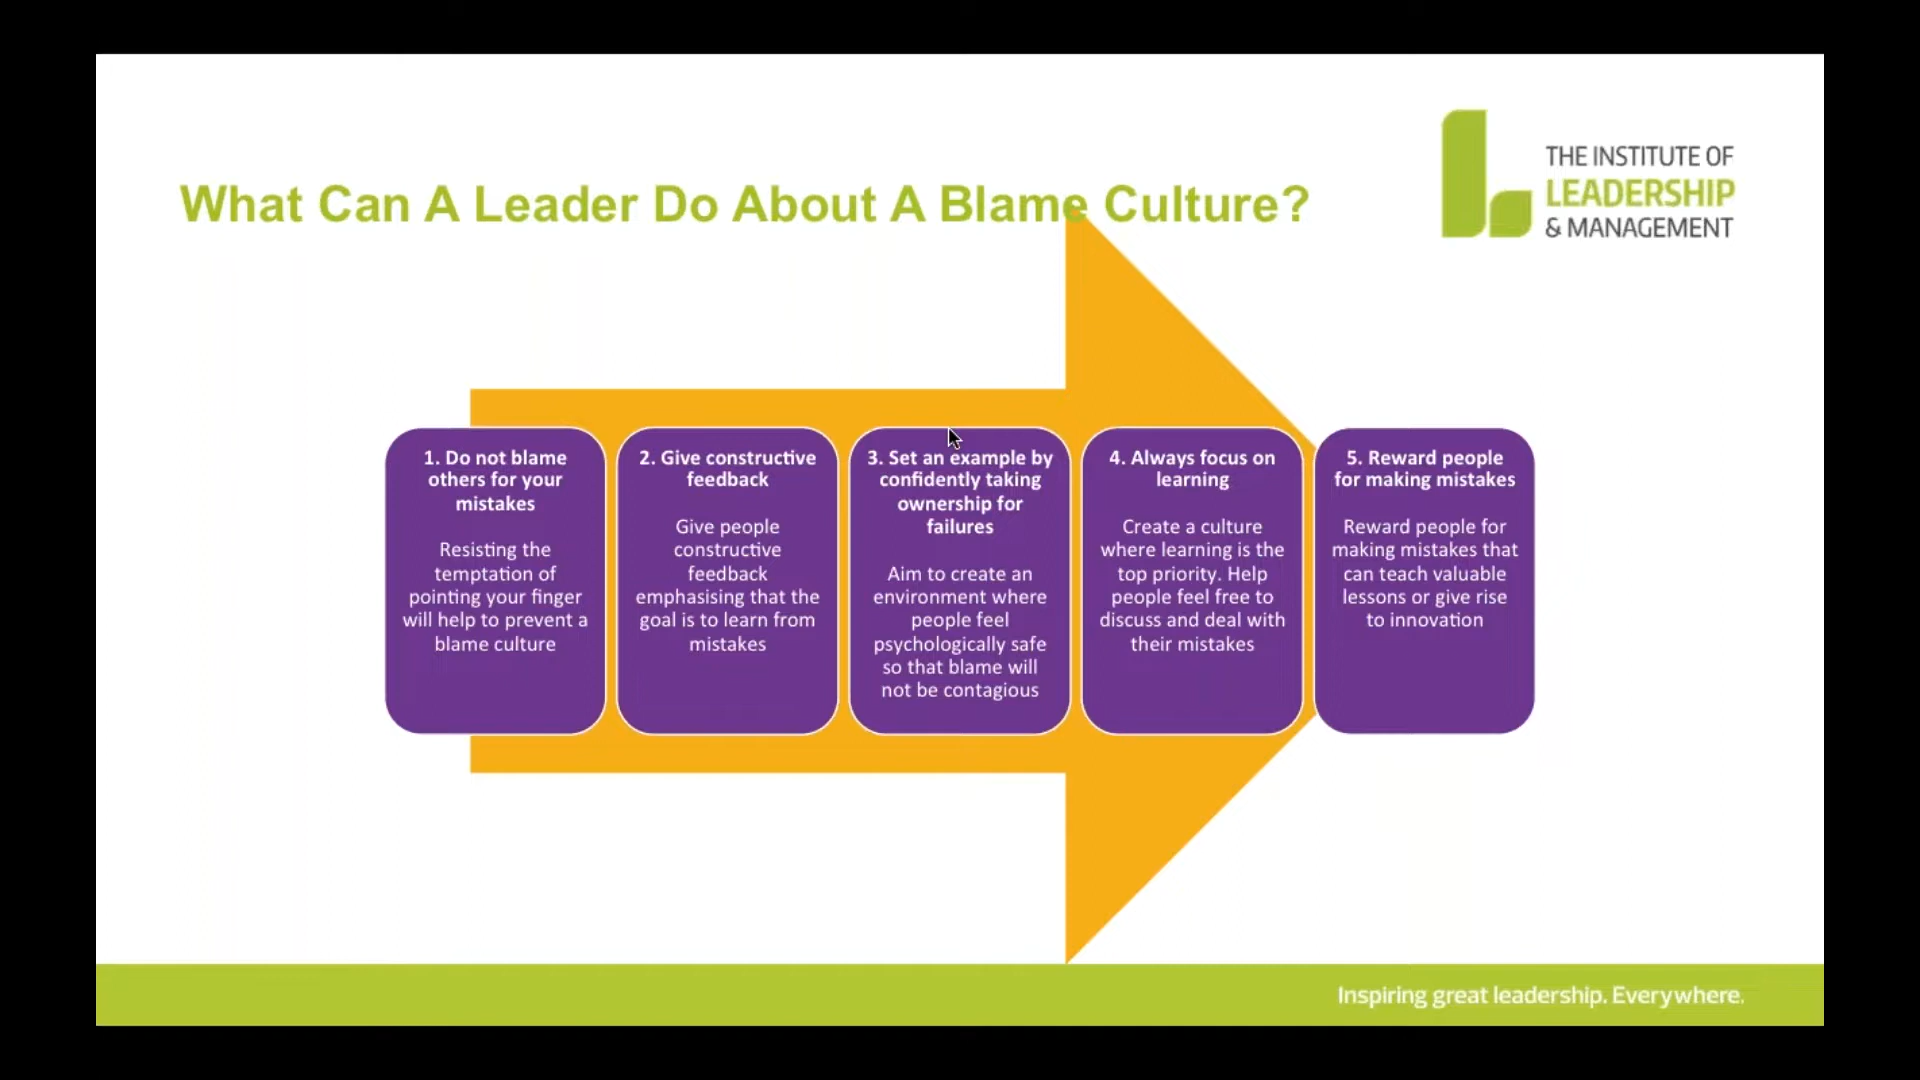 What Can A Leader Do About A Blame Culture?
THE INSTITUTE OF
LEADERSHIP
& MANAGEMENT
1. Do not blame
others for your
mistakes
Resisting the
temptation of
pointing your finger
will help to prevent a
blame culture
2. Give constructive
feedback
Give people
constructive
feedback
emphasising that the
goal is to learn from
mistakes
3. Set an example by
confidently taking
ownership for
failures
Aim to create an
environment where
people feel
psychologically safe
so that blame will
not be contagious
4. Always focus on
learning
Create a culture
where learning is the
top priority. Help
people feel free to
discuss and deal with
their mistakes
5. Reward people
for making mistakes
Reward people for
making mistakes that
can teach valuable
lessons or give rise
to innovation
Inspiring great leadership. Everywhere.